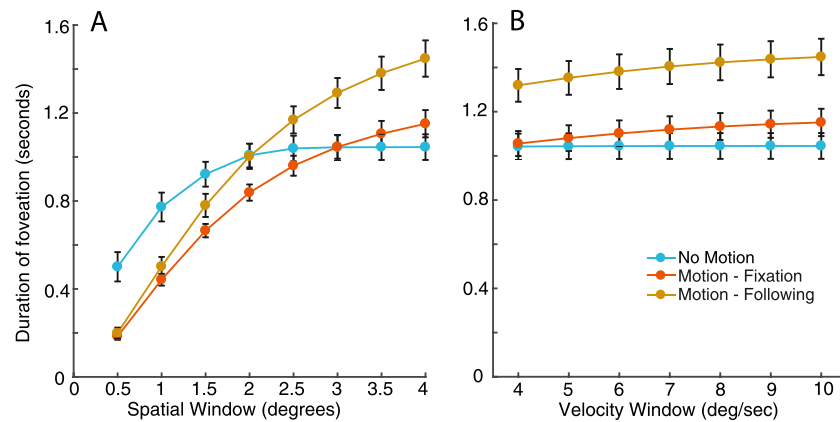 A
Duration of foveation (seconds)
1.6
1.2
0.8
0.4
0
0 0.5 1 1.5 2 2.5 3 3.5 4
Spatial Window (degrees)
B
1.6
1.2
0.8
0.4
0
4 5 6 7 8 9 10
Velocity Window (deg/sec)
No Motion
Motion - Fixation
Motion - Following